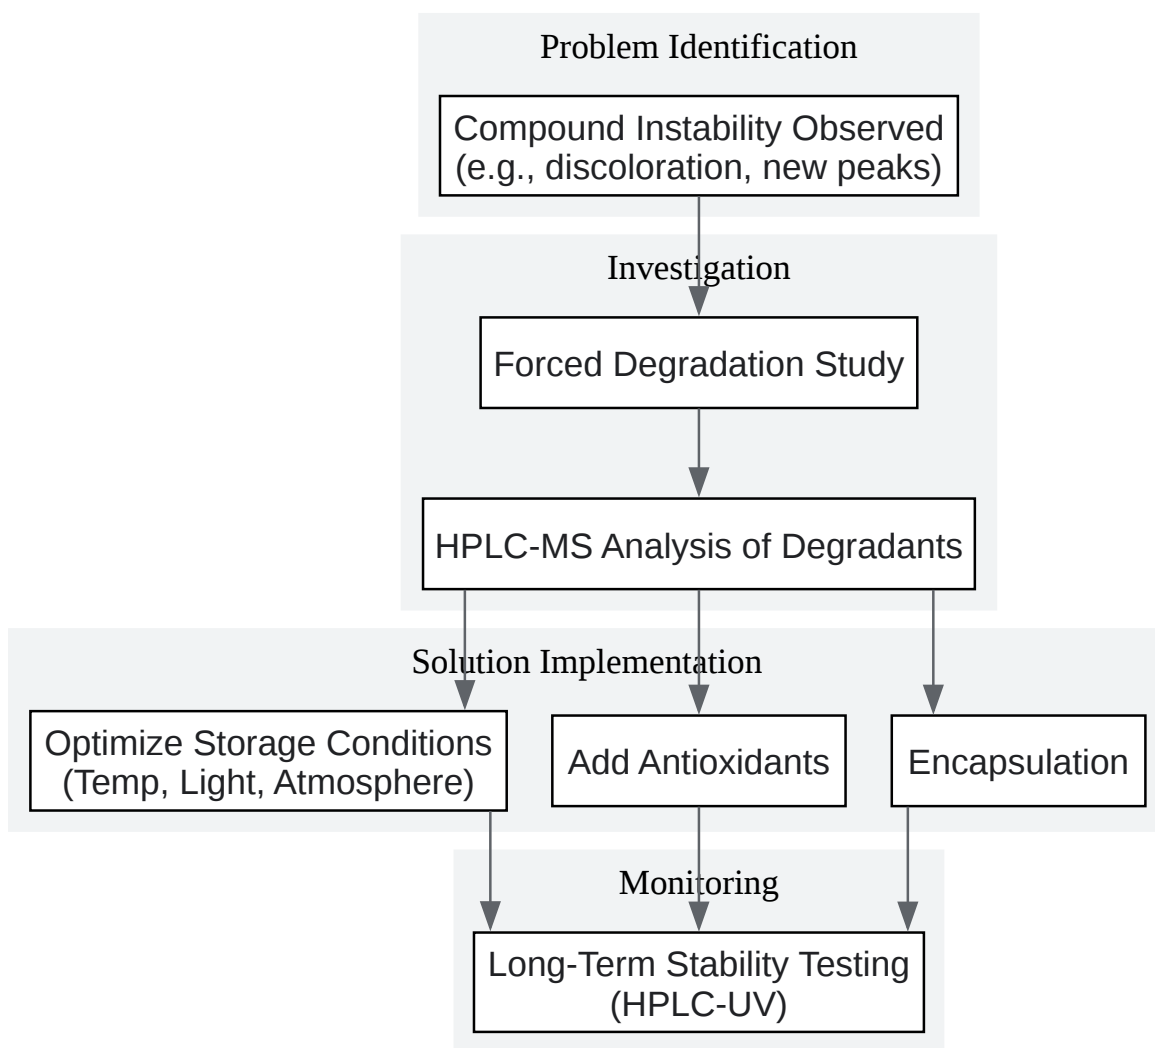 Problem Identification
Compound Instability Observed
(e.g., discoloration, new peaks)
Investigation
Forced Degradation Study
HPLC-MS Analysis of Degradants
Solution Implementation
Optimize Storage Conditions
(Temp, Light, Atmosphere)
Add Antioxidants
Encapsulation
Monitoring
Long-Term Stability Testing
(HPLC-UV)